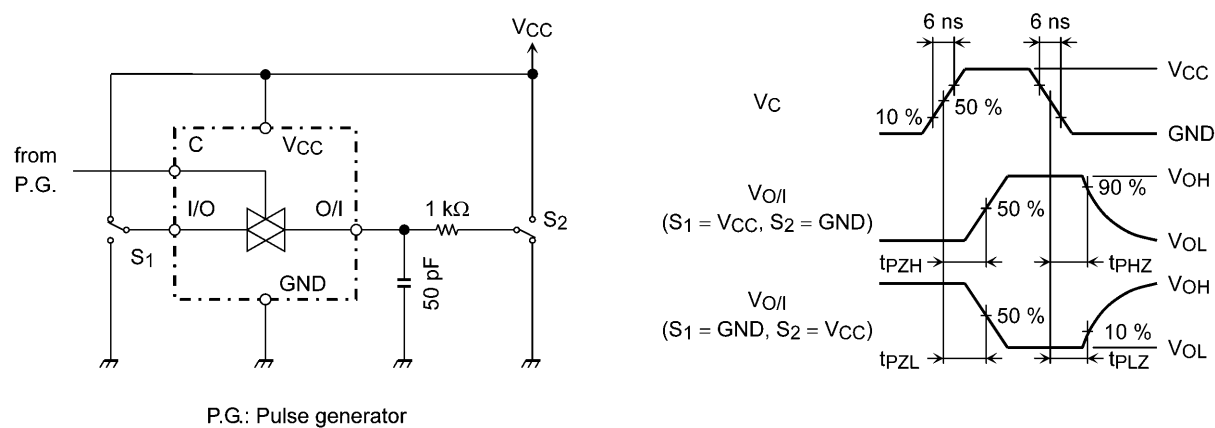 VCC
C
VCC
from
P.G.
I/O
O/I
1 kΩ
S1
S2
GND
50 pF
P.G.: Pulse generator
6 ns
6 ns
VC
10 %
50 %
VCC
GND
VO/I
(S1 = VCC, S2 = GND)
50 %
90 %
VOH
VOL
tPZH
tPHZ
VO/I
(S1 = GND, S2 = VCC)
50 %
10 %
VOH
VOL
tPZL
tPLZ